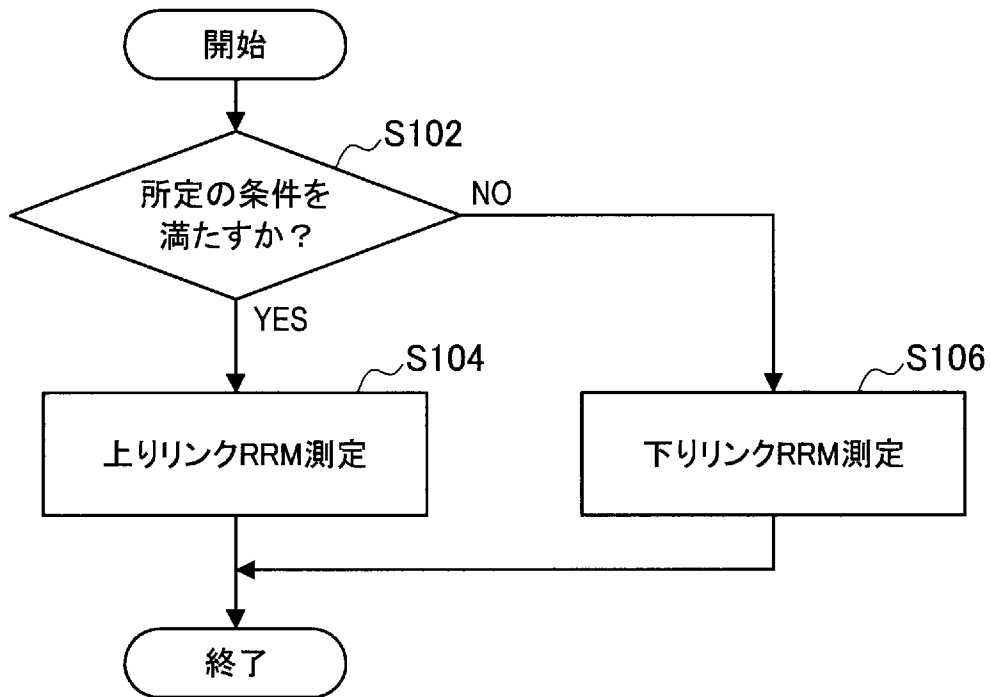 開始
S102
所定の条件を
満たすか？
NO
YES
S104
S106
上りリンクRRM測定
下りリンクRRM測定
終了